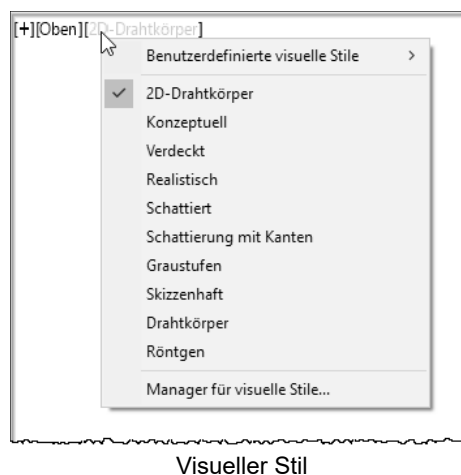 [+][Oben][2D-Drahtkörper]
Benutzerdefinierte visuelle Stile
2D-Drahtkörper
Konzeptuell
Verdeckt
Realistisch
Schattiert
Schattierung mit Kanten
Graustufen
Skizzenhaft
Drahtkörper
Röntgen
Manager für visuelle Stile...
Visueller Stil